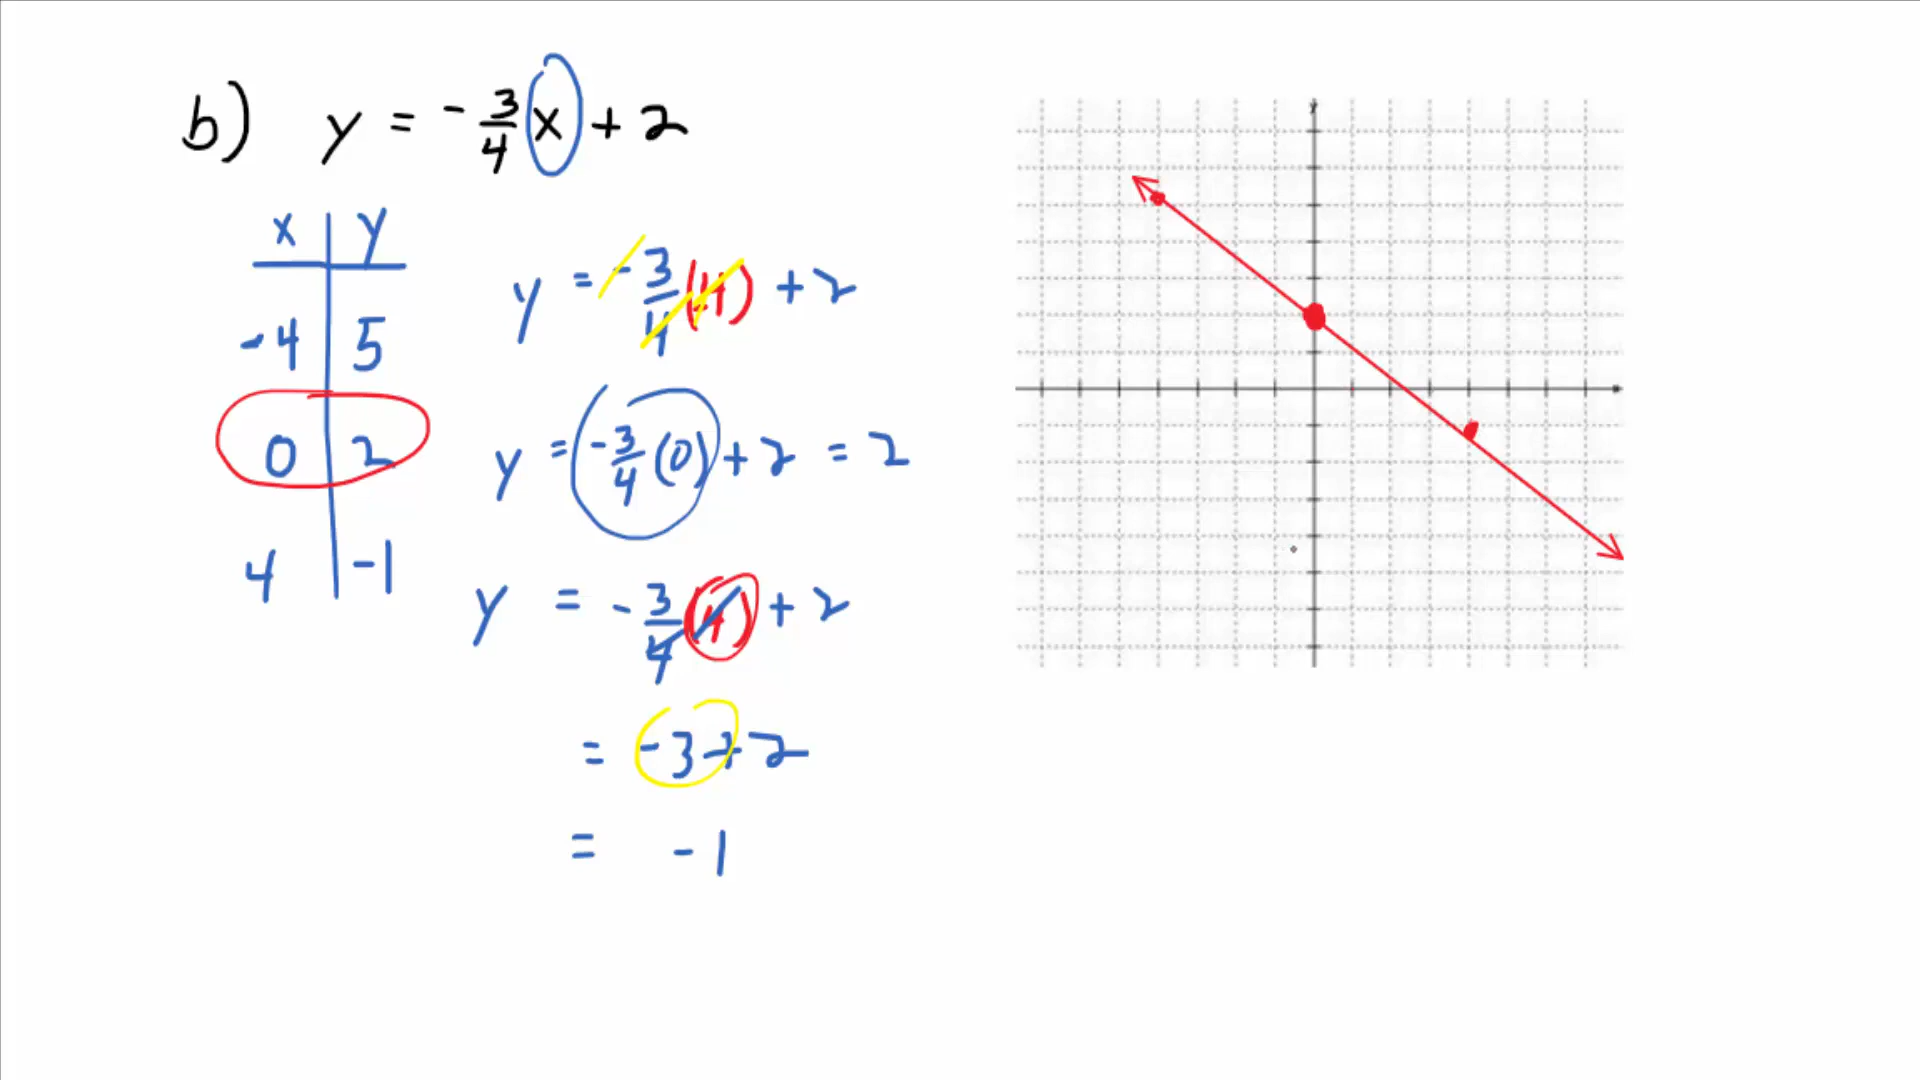 b) y = -3/4 x + 2
x y
-4 5
0 2
4 -1
y = -3/4 (-4) + 2
y = -3/4 (0) + 2 = 2
y = -3/4 (4) + 2
= -3+2
= -1
y